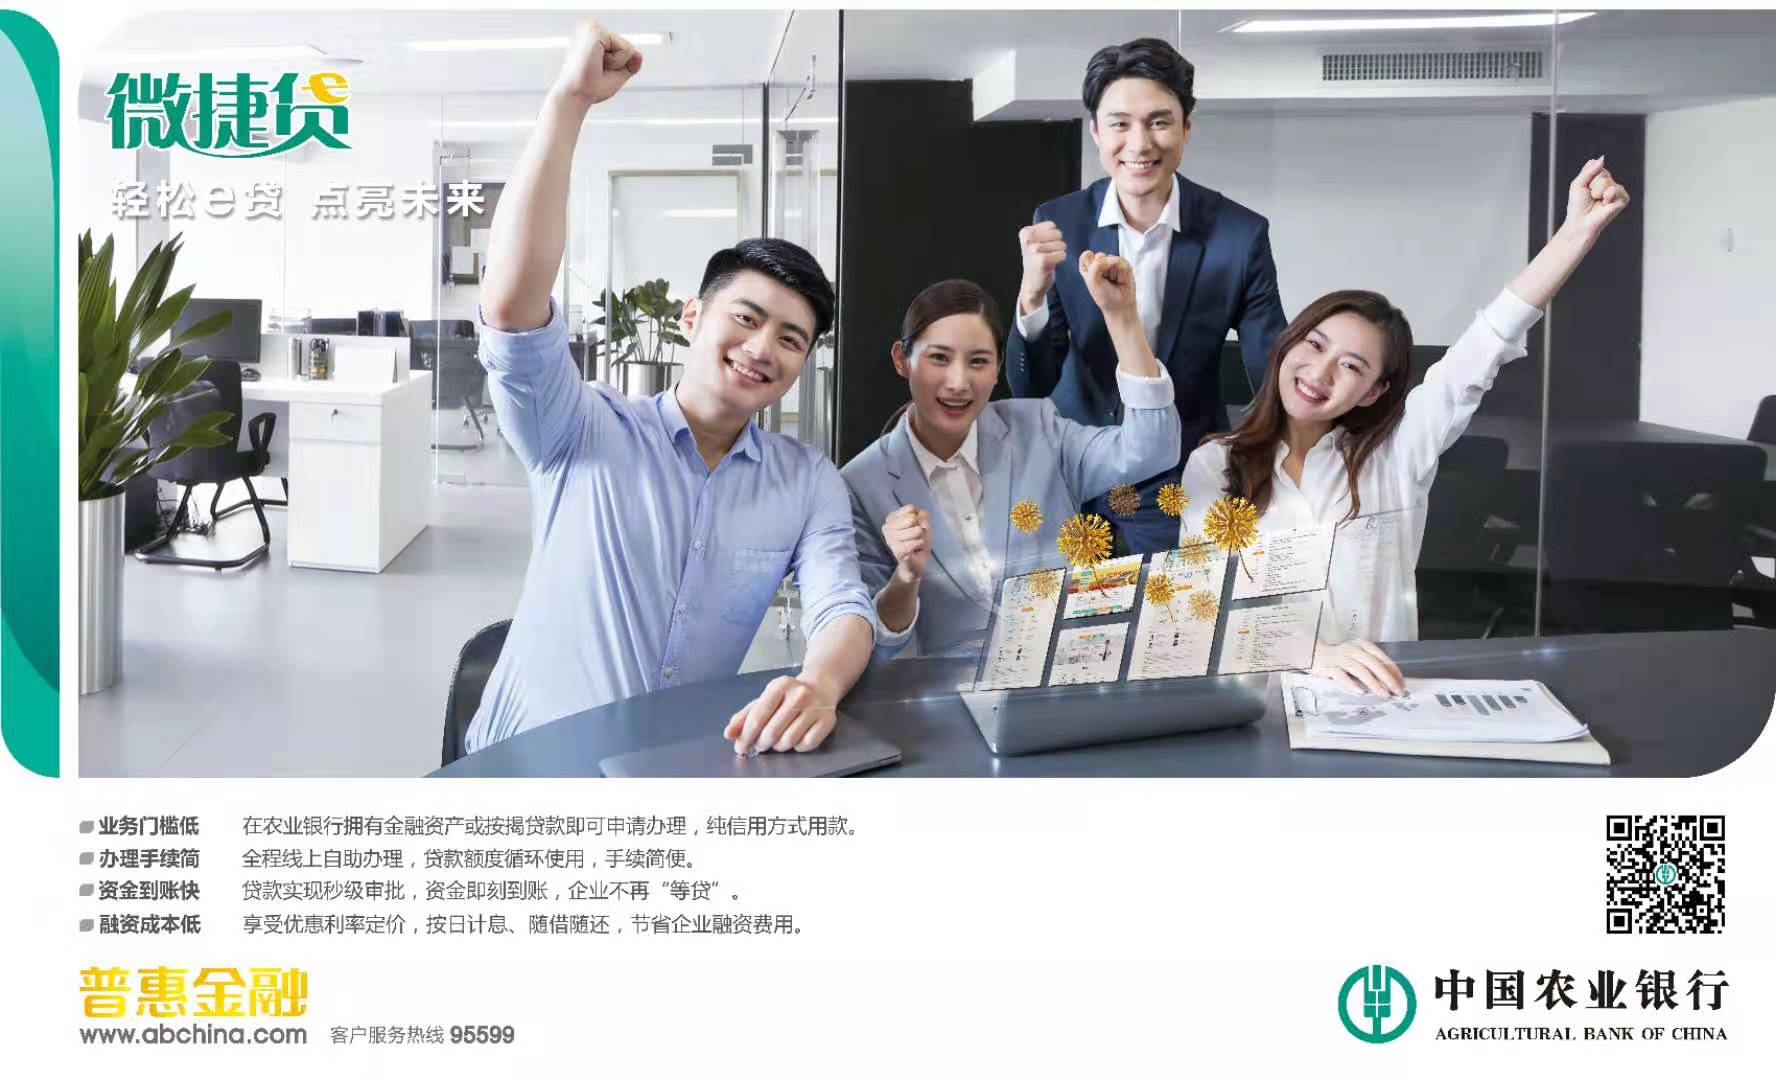 微捷贷
轻松e贷 点亮未来
业务门槛低 在农业银行拥有金融资产或按揭贷款即可申请办理，纯信用方式用款。
办理手续简 全程线上自助办理，贷款额度循环使用，手续简便。
资金到账快 贷款实现秒级审批，资金即刻到账，企业不再“等贷”。
融资成本低 享受优惠利率定价，按日计息、随借随还，节省企业融资费用。
普惠金融
www.abchina.com 客户服务热线 95599
中国农业银行
AGRICULTURAL BANK OF CHINA